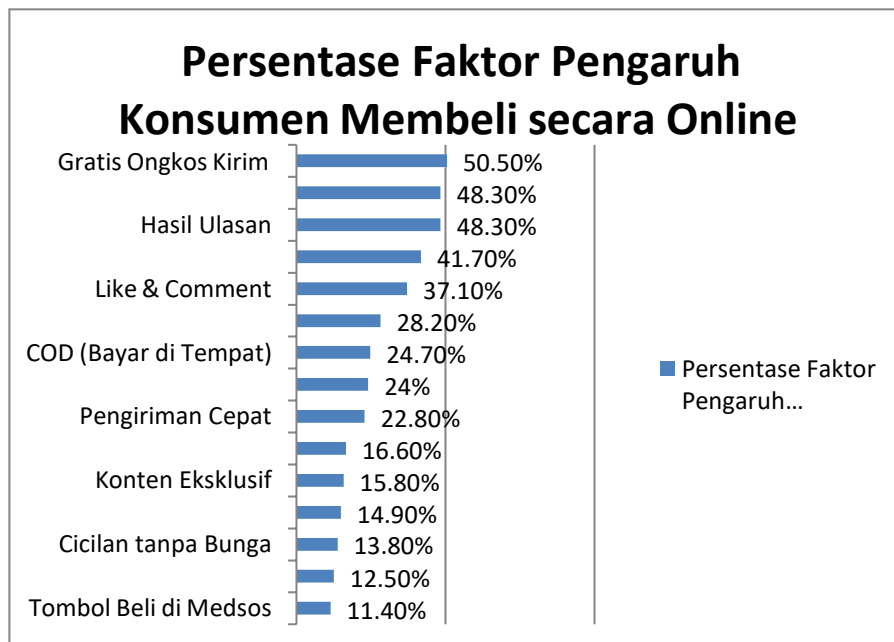 Persentase Faktor Pengaruh
Konsumen Membeli secara Online
Gratis Ongkos Kirim 50.50%
48.30%
Hasil Ulasan 48.30%
41.70%
Like & Comment 37.10%
28.20%
COD (Bayar di Tempat) 24.70%
24%
Pengiriman Cepat 22.80%
16.60%
Konten Eksklusif 15.80%
14.90%
Cicilan tanpa Bunga 13.80%
12.50%
Tombol Beli di Medsos 11.40%
Persentase Faktor
Pengaruh...